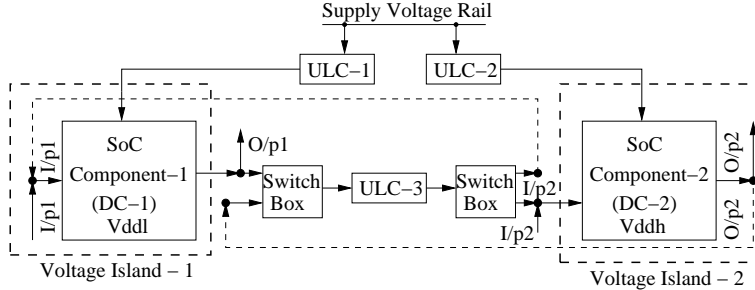 Supply Voltage Rail
ULC−1
ULC−2
I/p1
I/p1
SoC
Component−1
(DC−1)
Vddl
O/p1
Switch
Box
ULC−3
Switch
Box
I/p2
I/p2
SoC
Component−2
(DC−2)
Vddh
O/p2
O/p2
Voltage Island − 1
Voltage Island − 2